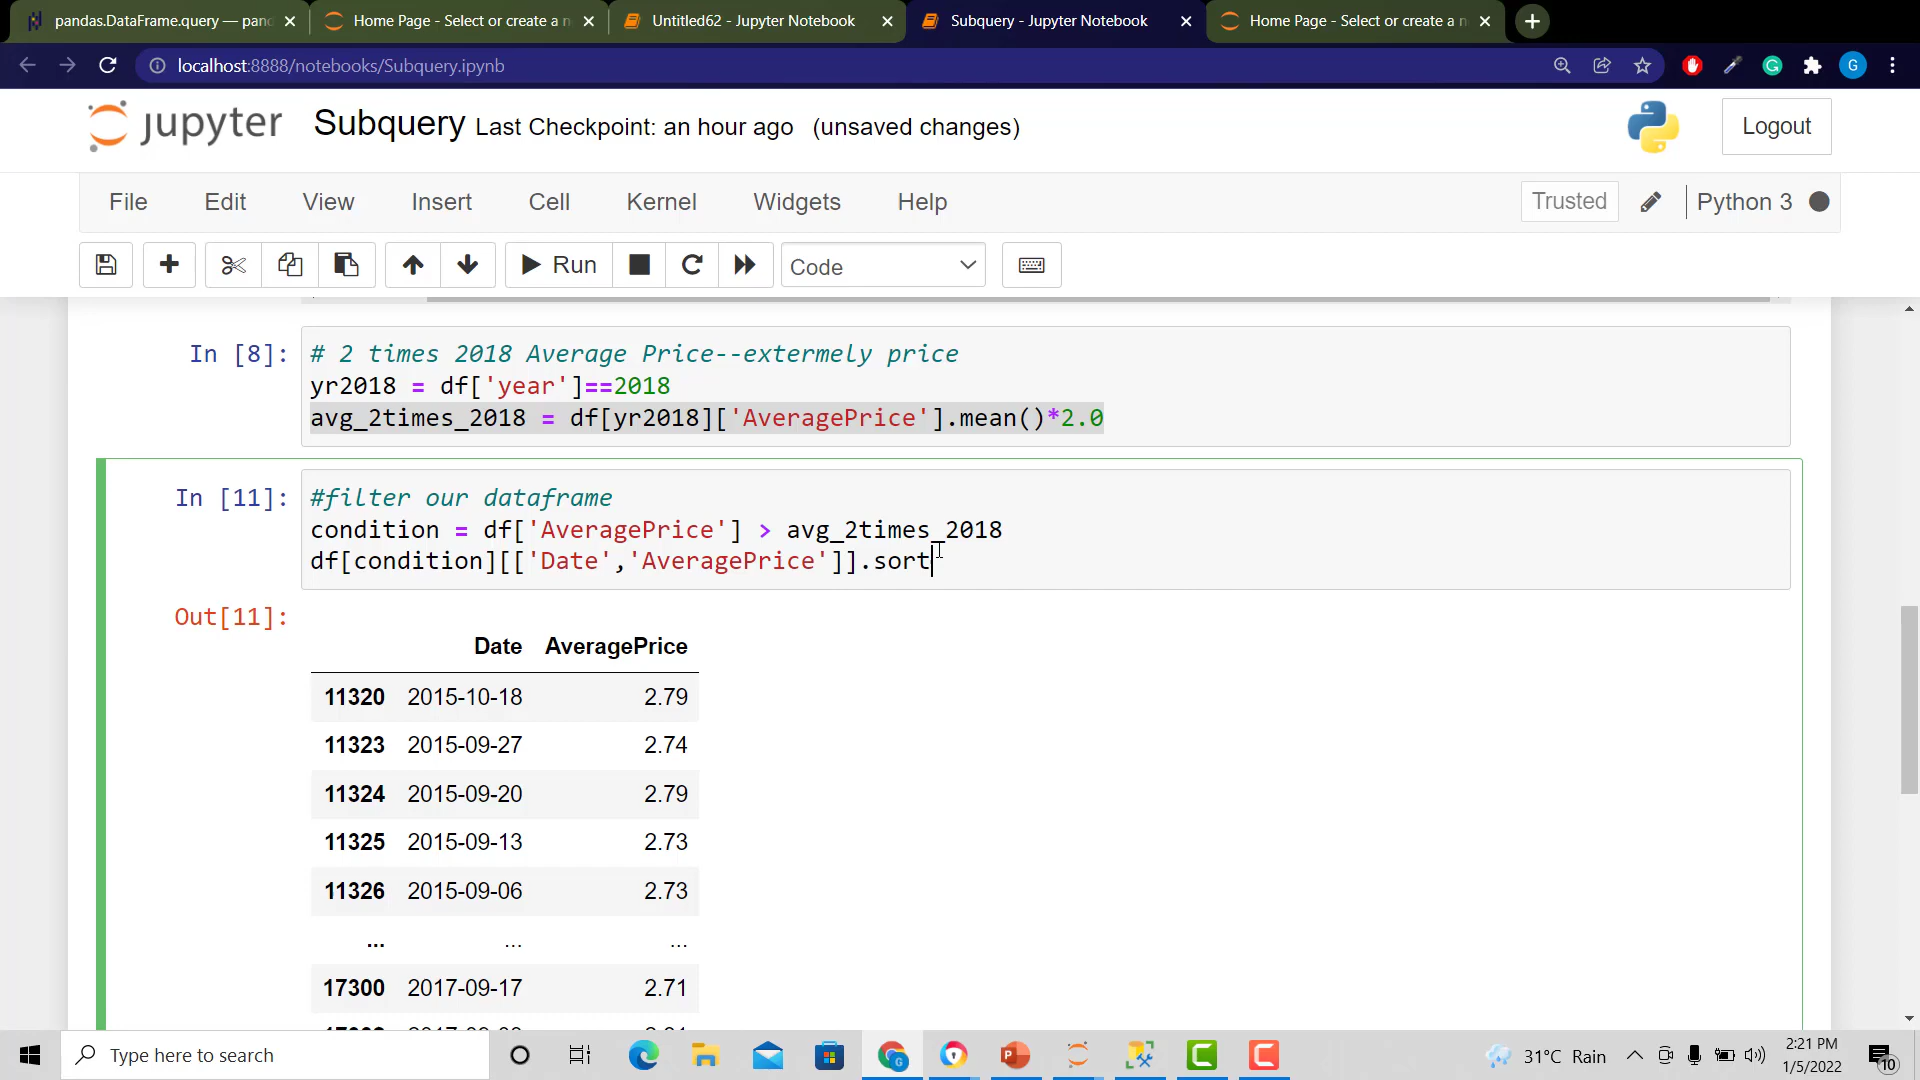 pandas.DataFrame.query — pand
Home Page - Select or create a n
Untitled62 - Jupyter Notebook
Subquery - Jupyter Notebook
Home Page - Select or create a n
localhost:8888/notebooks/Subquery.ipynb
G
jupyter Subquery Last Checkpoint: an hour ago (unsaved changes)
Logout
File Edit View Insert Cell Kernel Widgets Help
Trusted Python 3
Run Code
In [8]:
# 2 times 2018 Average Price--extermely price
yr2018 = df['year']==2018
avg_2times_2018 = df[yr2018]['AveragePrice'].mean()*2.0
In [11]:
#filter our dataframe
condition = df['AveragePrice'] > avg_2times_2018
df[condition][['Date','AveragePrice']].sort
Out[11]:
Date AveragePrice
11320 2015-10-18 2.79
11323 2015-09-27 2.74
11324 2015-09-20 2.79
11325 2015-09-13 2.73
11326 2015-09-06 2.73
... ... ...
17300 2017-09-17 2.71
Type here to search
31°C Rain
2:21 PM
1/5/2022
10